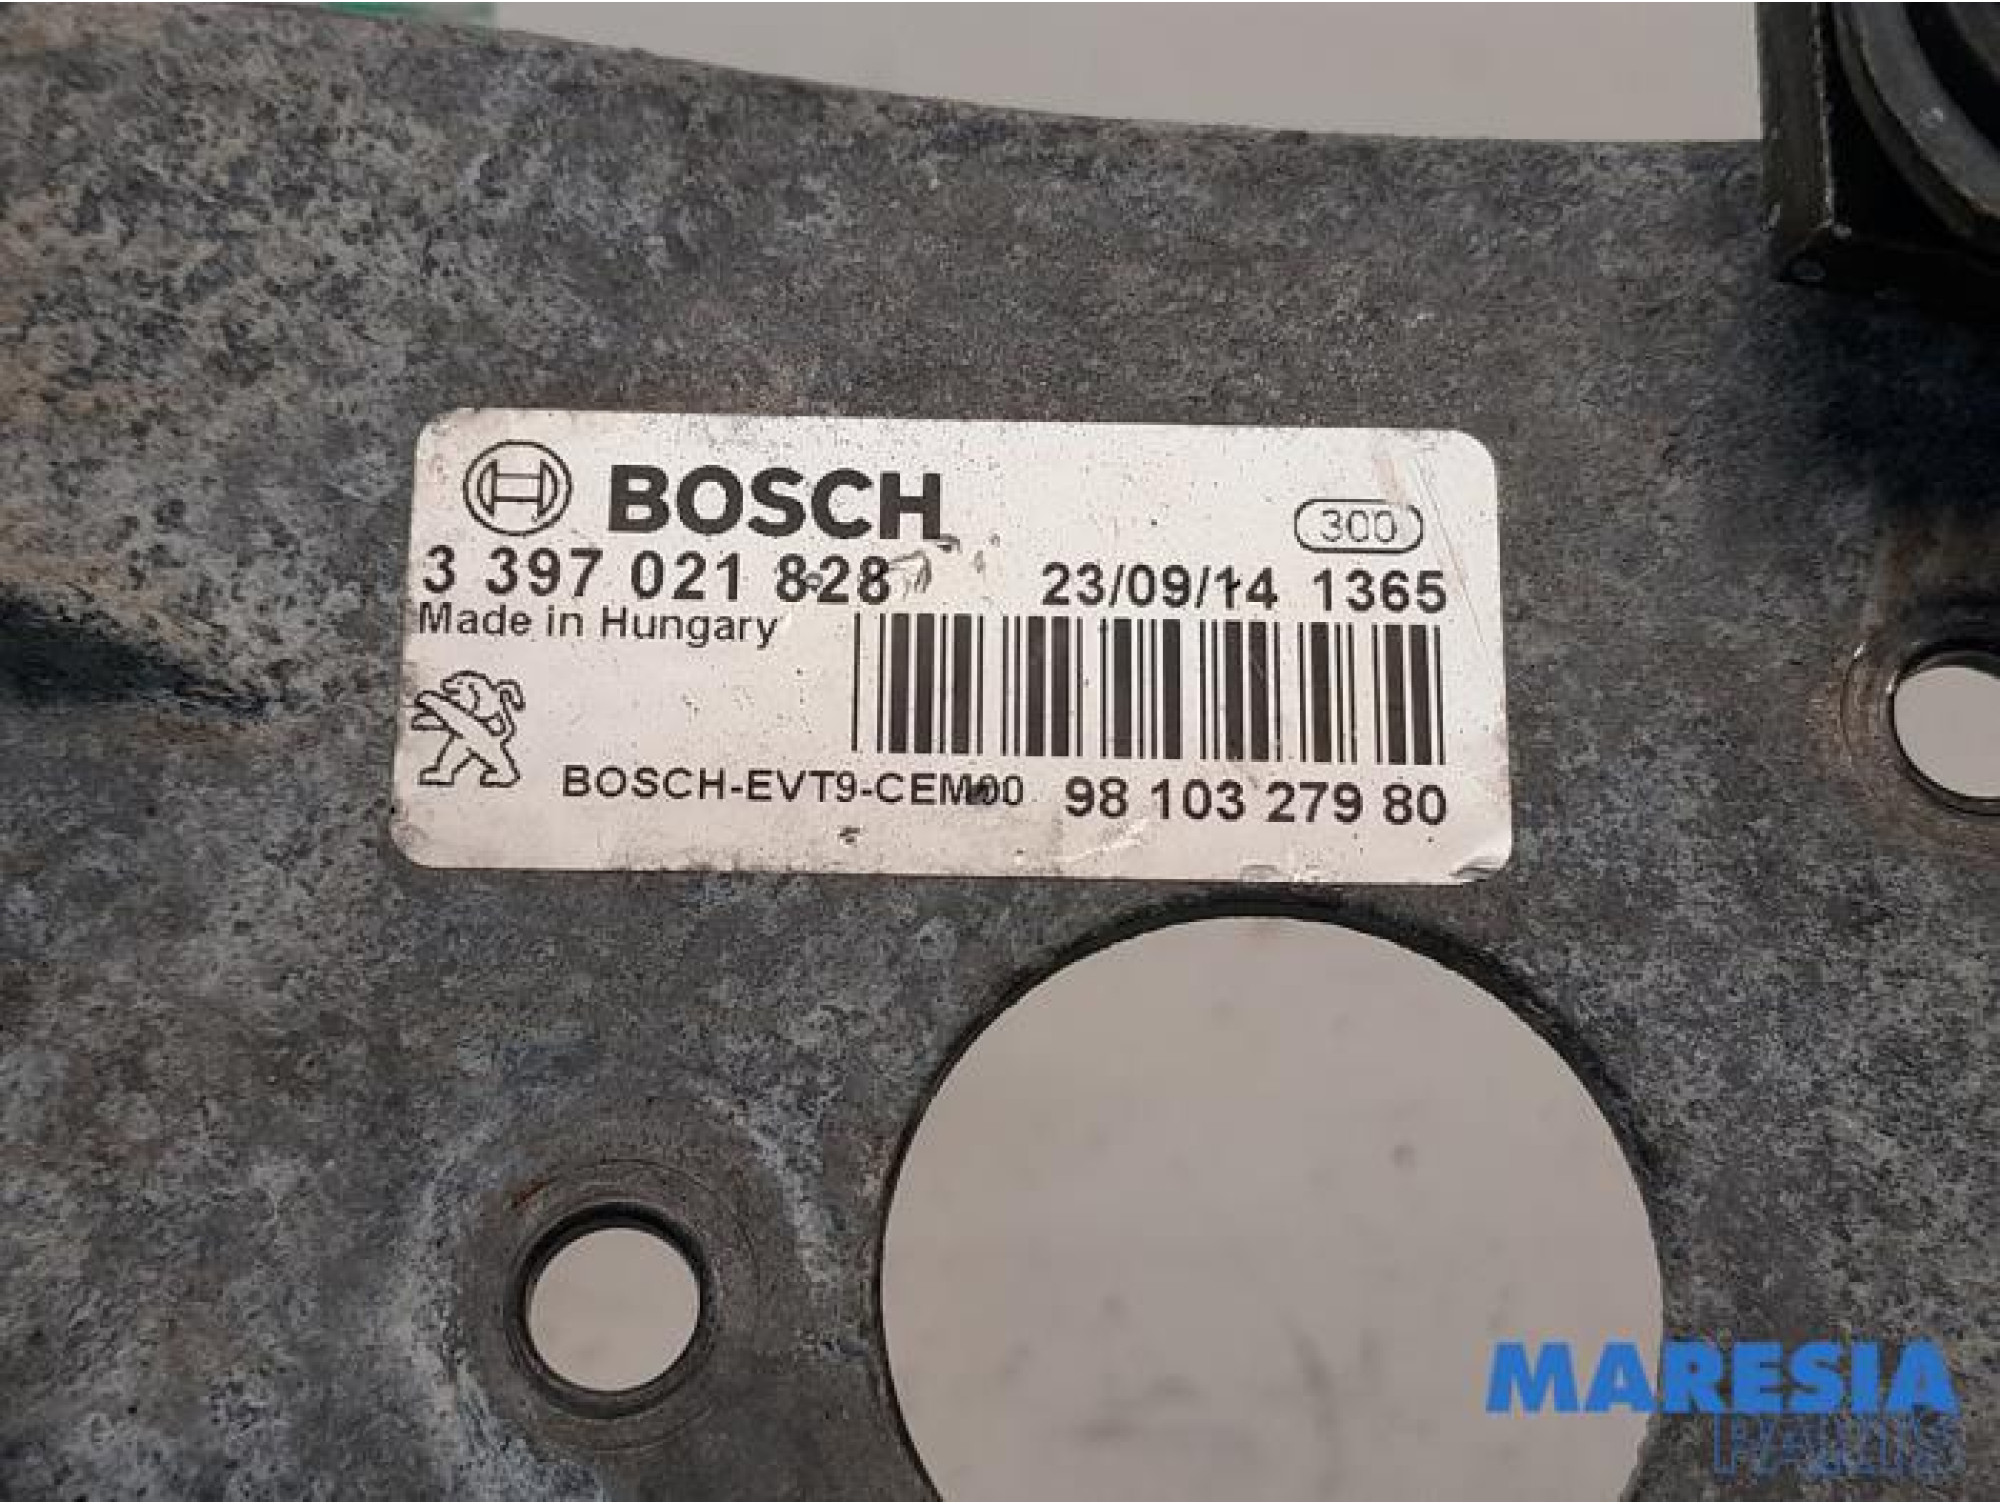 BOSCH
300
3 397 021 828 23/09/14 1365
Made in Hungary
BOSCH-EVT9-CEM00 98 103 279 80
MARESIA
PARTS